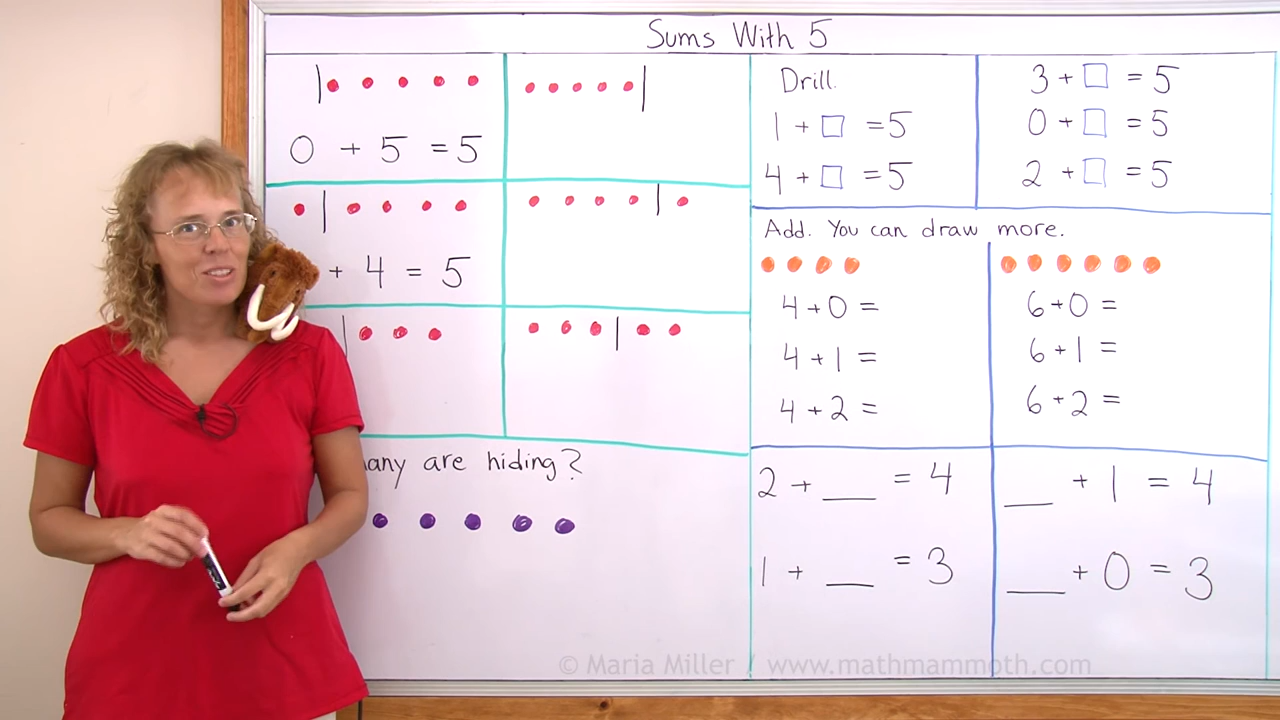 Sums With 5
0 + 5 = 5
+ 4 = 5
many are hiding?
Drill.
1 + □ = 5
4 + □ = 5
3 + □ = 5
0 + □ = 5
2 + □ = 5
Add. You can draw more.
4 + 0 =
4 + 1 =
4 + 2 =
6 + 0 =
6 + 1 =
6 + 2 =
2 + ___ = 4
1 + ___ = 3
___ + 1 = 4
___ + 0 = 3
© Maria Miller / www.mathmammoth.com